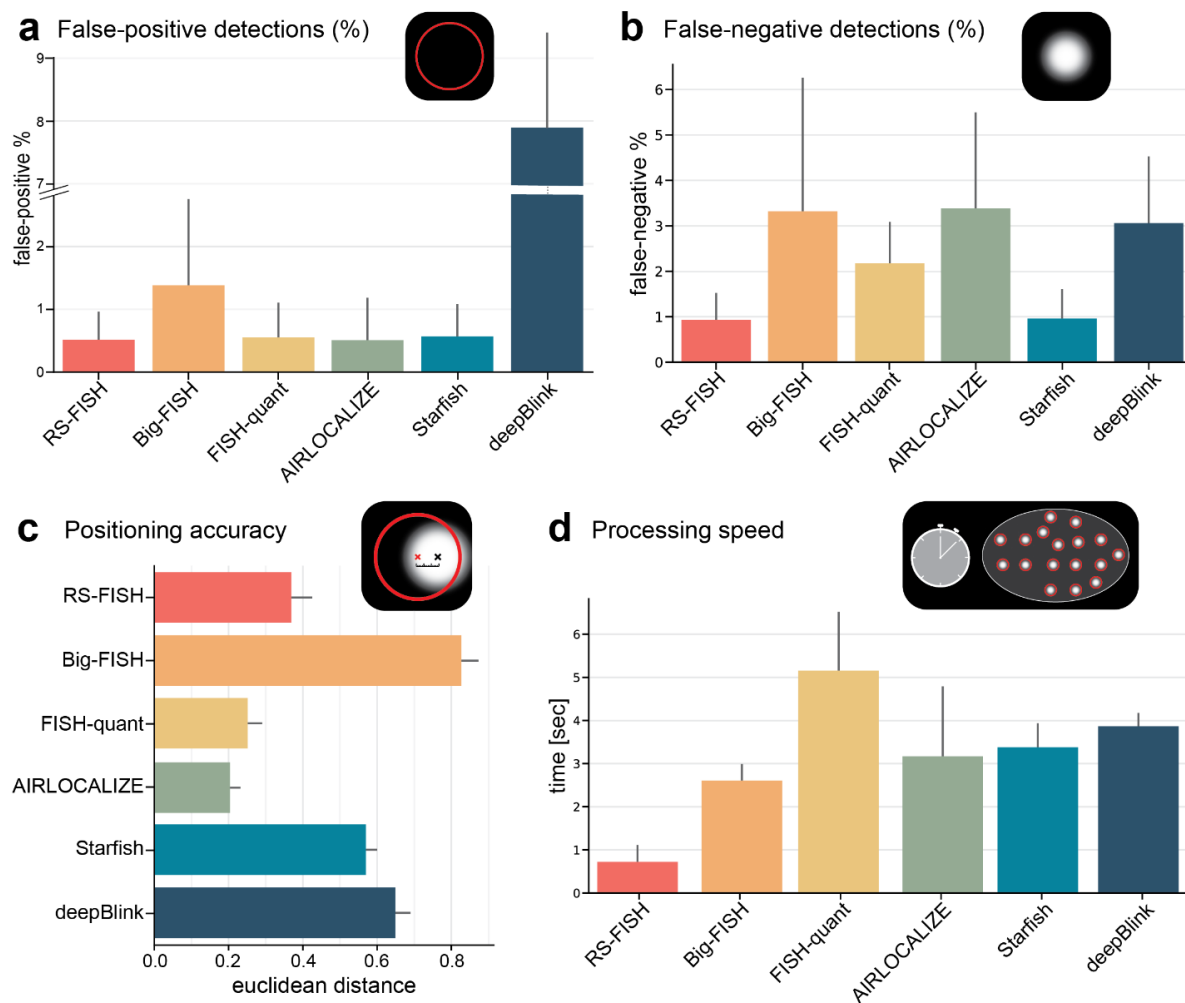 a False-positive detections (%)
false-positive %
9
8
7
2
1
0
RS-FISH
Big-FISH
FISH-quant
AIRLOCALIZE
Starfish
deepBlink
b False-negative detections (%)
false-negative %
6
5
4
3
2
1
0
RS-FISH
Big-FISH
FISH-quant
AIRLOCALIZE
Starfish
deepBlink
c Positioning accuracy
RS-FISH
Big-FISH
FISH-quant
AIRLOCALIZE
Starfish
deepBlink
0.0 0.2 0.4 0.6 0.8
euclidean distance
d Processing speed
time [sec]
6
5
4
3
2
1
0
RS-FISH
Big-FISH
FISH-quant
AIRLOCALIZE
Starfish
deepBlink